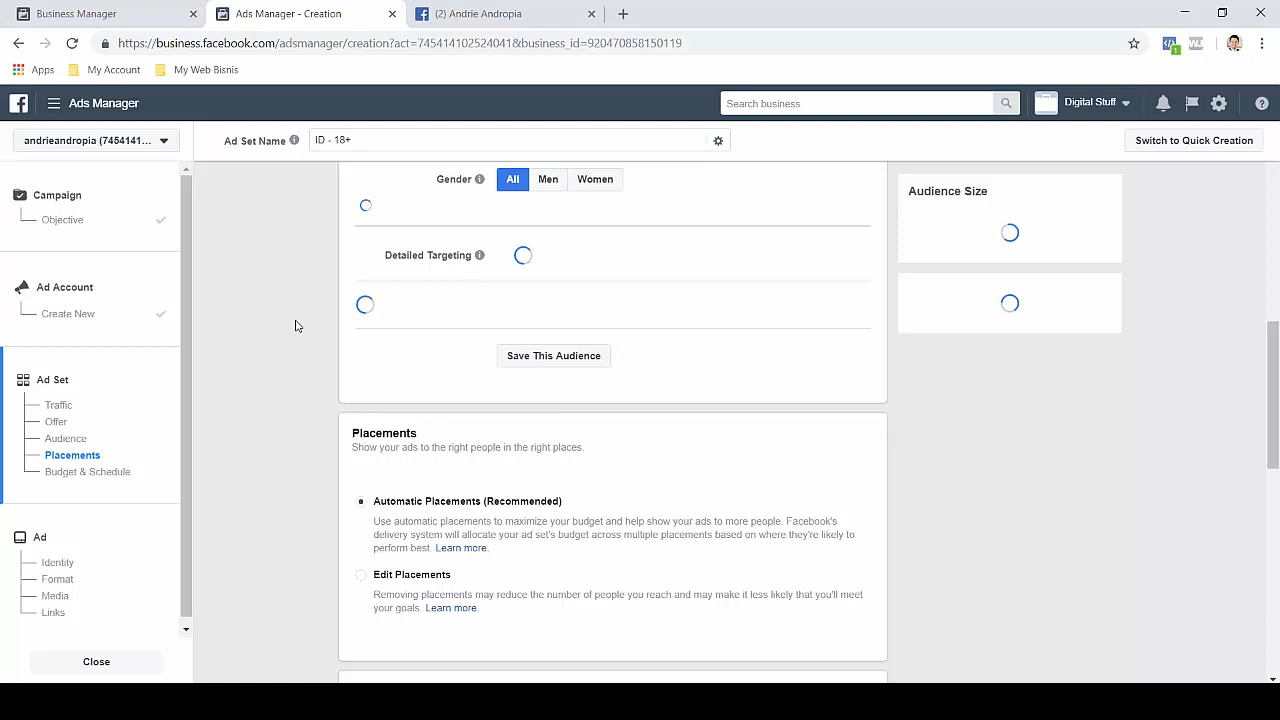 Business Manager
Ads Manager - Creation
(2) Andrie Andropia
https://business.facebook.com/adsmanager/creation?act=745414102524041&business_id=920470858150119
1
Apps
My Account
My Web Bisnis
Ads Manager
Search business
Digital Stuff
andrieandropia (7454141...
Ad Set Name
ID - 18+
Switch to Quick Creation
Campaign
Objective
Ad Account
Create New
Ad Set
Traffic
Offer
Audience
Placements
Budget & Schedule
Ad
Identity
Format
Media
Links
Close
Gender
All
Men
Women
Detailed Targeting
Save This Audience
Audience Size
Placements
Show your ads to the right people in the right places.
Automatic Placements (Recommended)
Use automatic placements to maximize your budget and help show your ads to more people. Facebook's
delivery system will allocate your ad set's budget across multiple placements based on where they're likely to
perform best. Learn more.
Edit Placements
Removing placements may reduce the number of people you reach and may make it less likely that you'll meet
your goals. Learn more.